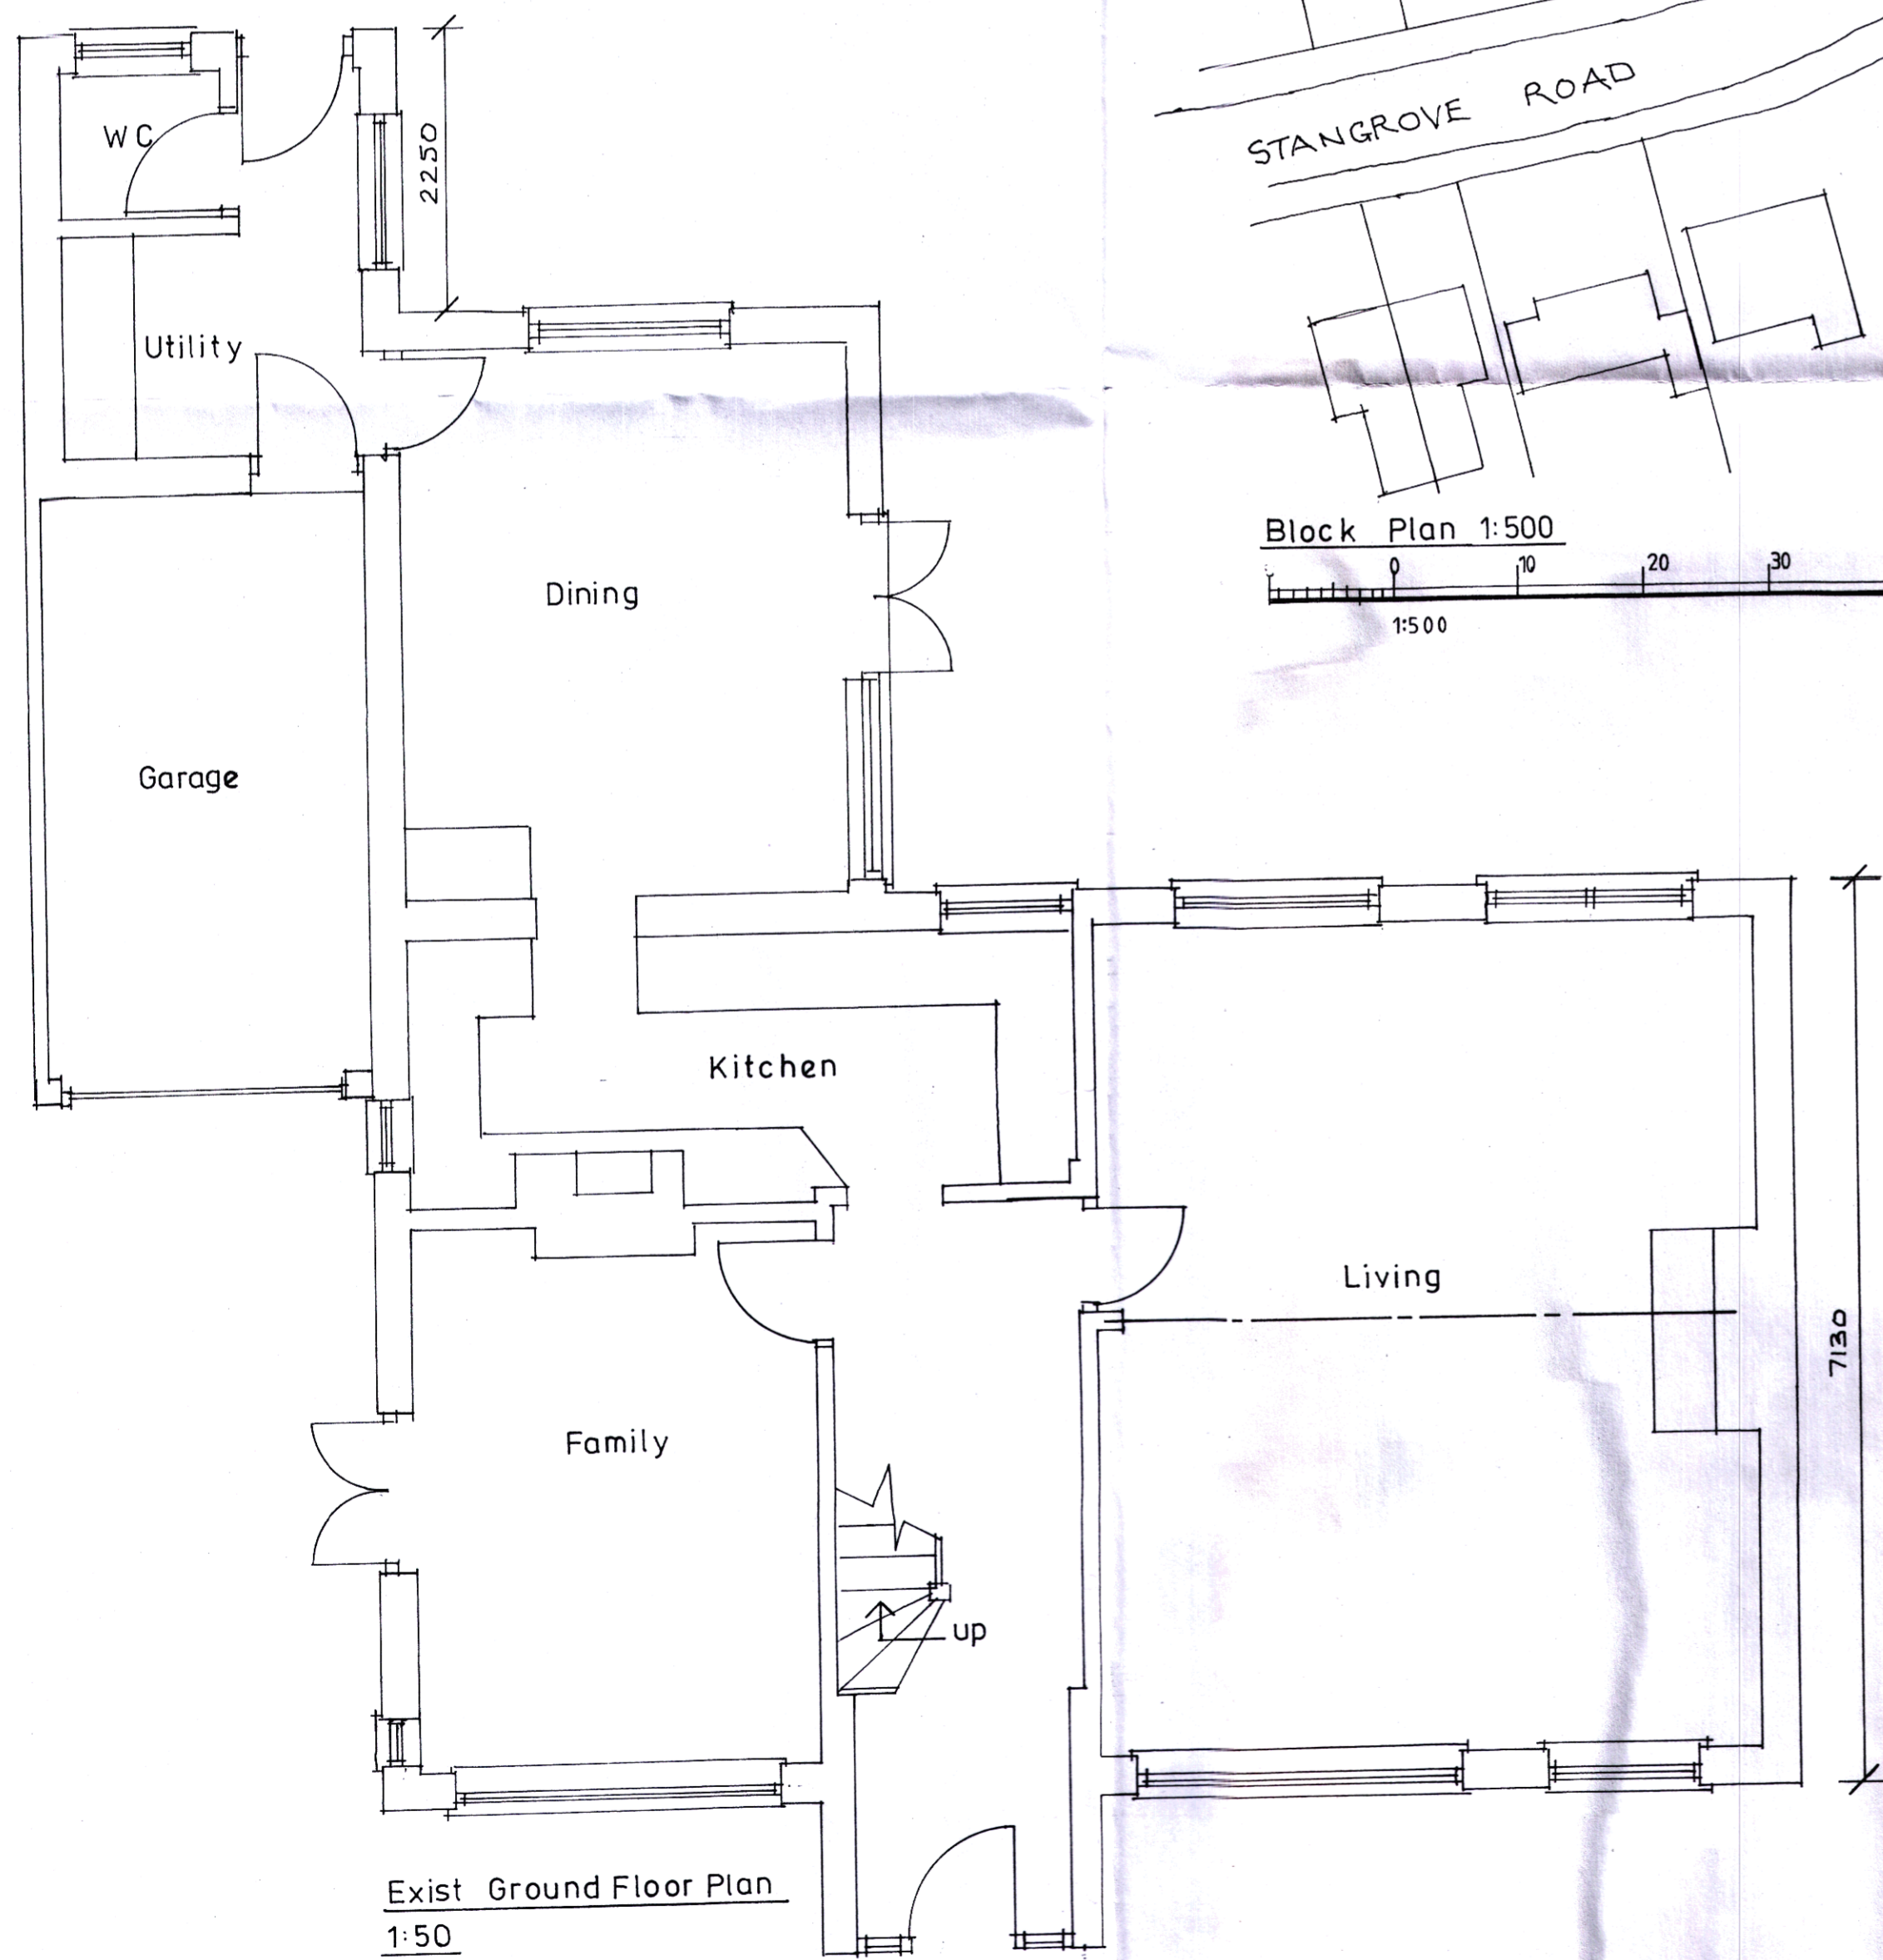 STANGROVE ROAD
WC
2250
Utility
Block Plan 1:500
0 10 20 30
1:500
Dining
Garage
Kitchen
Living
7130
Family
up
Exist Ground Floor Plan
1:50